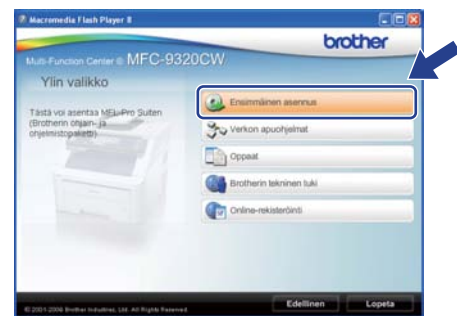 Macromedia Flash Player 8
brother
Multi-Function Center ® MFC-9320CW
Ylin valikko
Tästä voi asentaa MFL-Pro Suiten
(Brotherin ohjain- ja
ohjelmistopaketti)
Ensimmäinen asennus
Verkon apuohjelmat
Oppaat
Brotherin tekninen tuki
Online-rekisteröinti
© 2001-2008 Brother Industries, Ltd. All Rights Reserved.
Edellinen
Lopeta